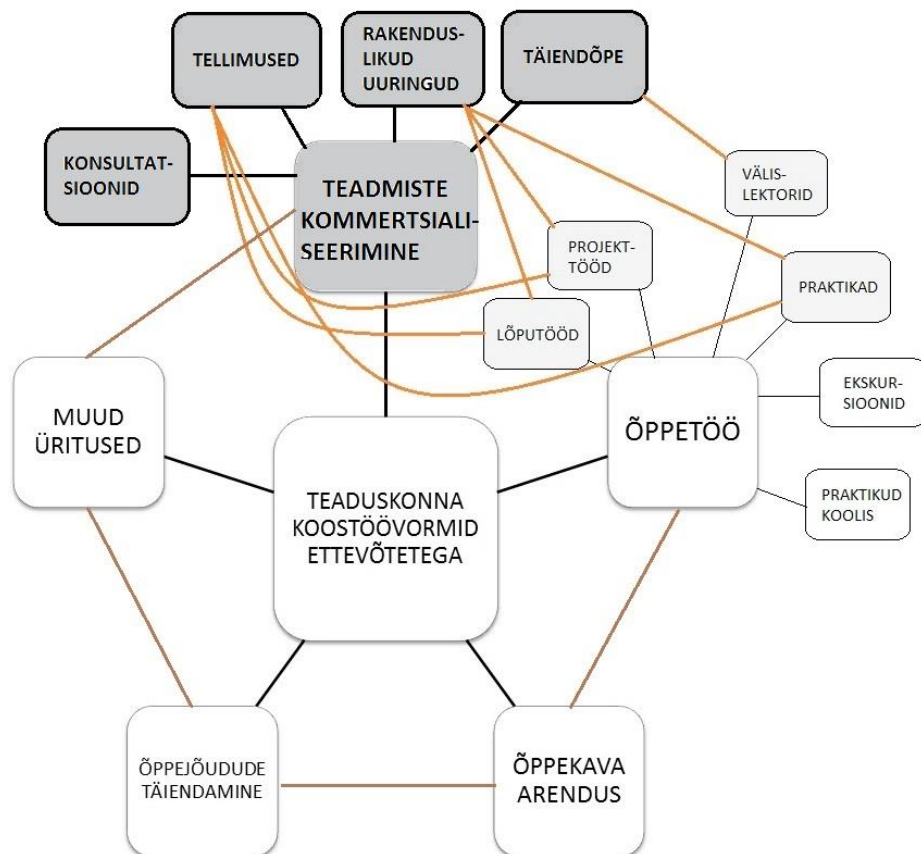 TELLIMUSED
RAKENDUS-
LIKUD
UURINGUD
TÄIENDÕPE
KONSULTAT-
SIOONID
TEADMISTE
KOMMERTSIALI-
SEERIMINE
VÄLIS-
LEKTORID
PROJEKT-
TÖÖD
PRAKTIKAD
LÕPUTÖÖD
EKSKUR-
SIOONID
MUUD
ÜRITUSED
ÕPPETÖÖ
PRAKTIKUD
KOOLIS
TEADUSKONNA
KOOSTÖÖVORMID
ETTEVÕTETEGA
ÕPPEJÕUDUDE
TÄIENDAMINE
ÕPPEKAVA
ARENDUS